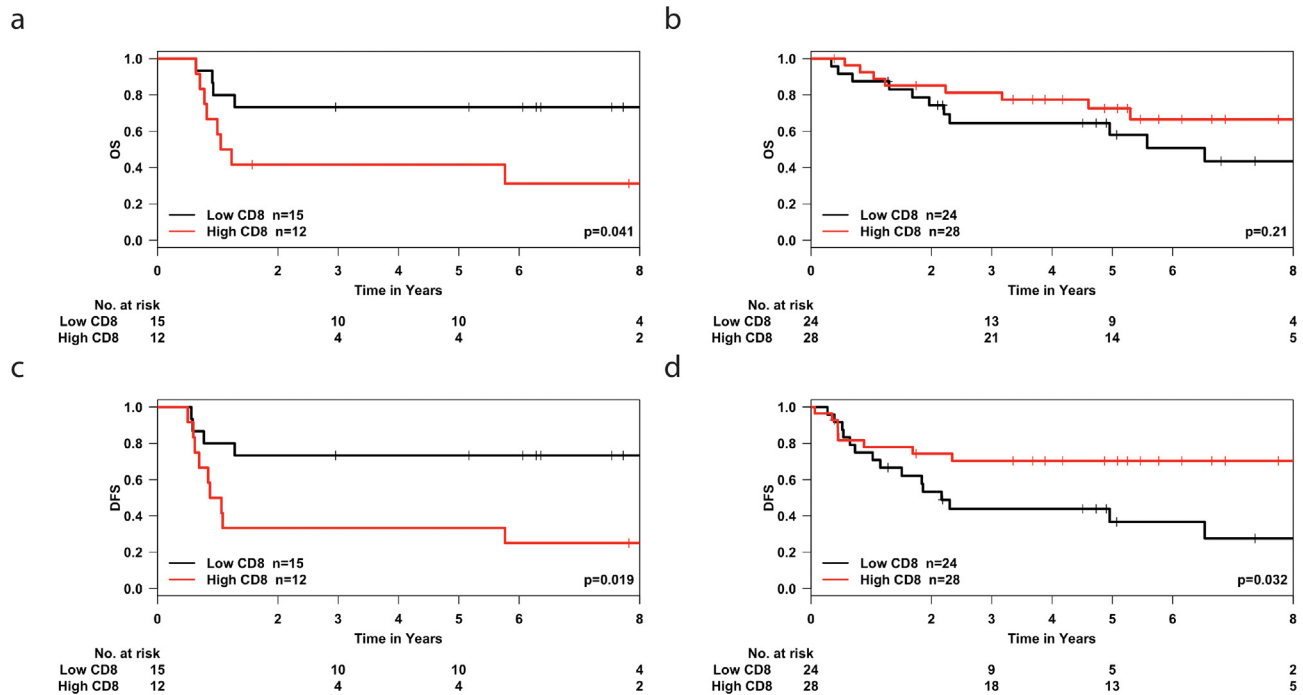 a
1.0
0.8
0.6
0.4
0.2
0.0
OS
Low CD8 n=15
High CD8 n=12
p=0.041
0 2 3 4 5 6 8
Time in Years
No. at risk
Low CD8 15 10 10 4
High CD8 12 4 4 2
b
1.0
0.8
0.6
0.4
0.2
0.0
OS
Low CD8 n=24
High CD8 n=28
p=0.21
0 2 3 4 5 6 8
Time in Years
No. at risk
Low CD8 24 13 9 4
High CD8 28 21 14 5
c
1.0
0.8
0.6
0.4
0.2
0.0
DFS
Low CD8 n=15
High CD8 n=12
p=0.019
0 2 3 4 5 6 8
Time in Years
No. at risk
Low CD8 15 10 10 4
High CD8 12 4 4 2
d
1.0
0.8
0.6
0.4
0.2
0.0
DFS
Low CD8 n=24
High CD8 n=28
p=0.032
0 2 3 4 5 6 8
Time in Years
No. at risk
Low CD8 24 9 5 2
High CD8 28 18 13 5